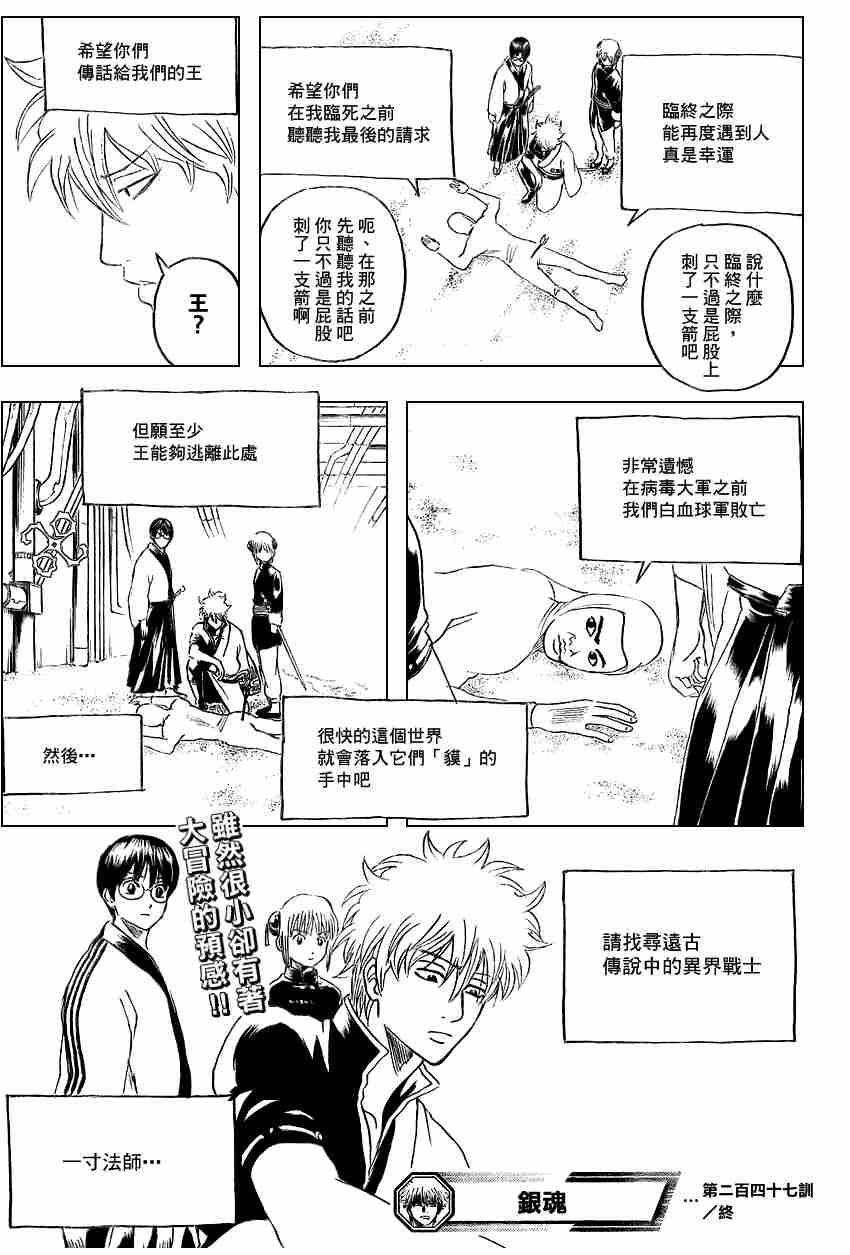 臨終之際
能再度遇到人
真是幸運
說什麼
臨終之際，
只不過是屁股上
刺了一支箭吧
希望你們
在我臨死之前
聽聽我最後的請求
呃、在那之前
先聽聽我的話吧
你只不過是屁股
刺了一支箭啊
希望你們
傳話給我們的王
王?
非常遺憾
在病毒大軍之前
我們白血球軍敗亡
很快的這個世界
就會落入它們「貘」的
手中吧
但願至少
王能夠逃離此處
然後…
請找尋遠古
傳說中的異界戰士
雖然很小卻有著
大冒險的預感!!
一寸法師…
銀魂
…第二百四十七訓
／終